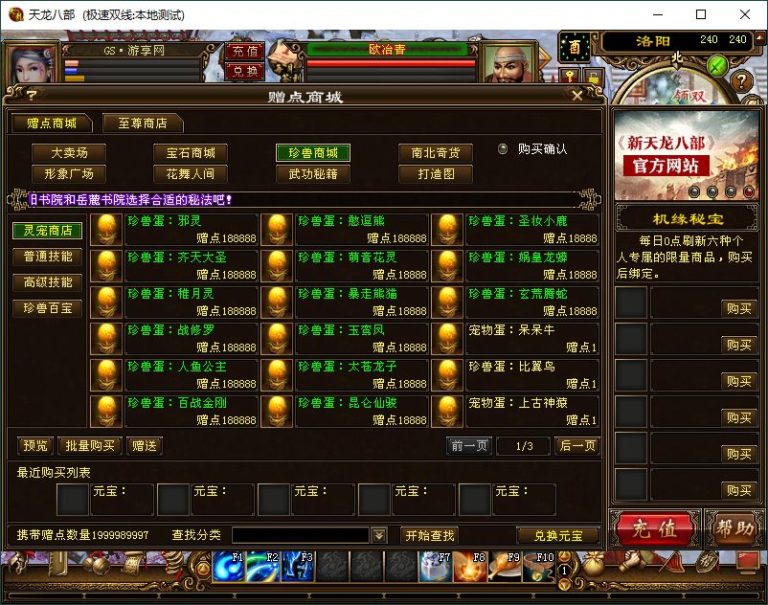 天龙八部 (极速双线:本地测试)
GS·游享网
充值
兑换
欧冶青
酉
洛阳 240 240
北
领双
赠点商城
赠点商城 至尊商店
大卖场 宝石商城 珍兽商城 南北奇货 购买确认
形象广场 花舞人间 武功秘籍 打造图
书院和岳麓书院选择合适的秘法吧!
灵宠商店
普通技能
高级技能
珍兽百宝
珍兽蛋:邪灵 珍兽蛋:憨逗熊 珍兽蛋:圣妆小鹿
赠点188888 赠点188888 赠点188888
珍兽蛋:齐天大圣 珍兽蛋:萌音花灵 珍兽蛋:娲皇龙蟒
赠点188888 赠点188888 赠点188888
珍兽蛋:稚月灵 珍兽蛋:暴走熊猫 珍兽蛋:玄荒腾蛇
赠点188888 赠点188888 赠点188888
珍兽蛋:战修罗 珍兽蛋:玉鸾凤 宠物蛋:呆呆牛
赠点188888 赠点188888 赠点1
珍兽蛋:人鱼公主 珍兽蛋:太苍龙子 珍兽蛋:比翼鸟
赠点188888 赠点188888 赠点1
珍兽蛋:百战金刚 珍兽蛋:昆仑仙骏 宠物蛋:上古神猿
赠点188888 赠点188888 赠点1
预览 批量购买 赠送 前一页 1/3 后一页
最近购买列表
元宝: 元宝: 元宝: 元宝: 元宝:
携带赠点数量1999989997 查找分类 开始查找 兑换元宝
《新天龙八部》
官方网站
机缘秘宝
每日0点刷新六种个
人专属的限量商品,购买
后绑定。
购买
购买
购买
购买
购买
购买
充值 帮助
F1 F2 F3 F7 F8 F9 F10
1